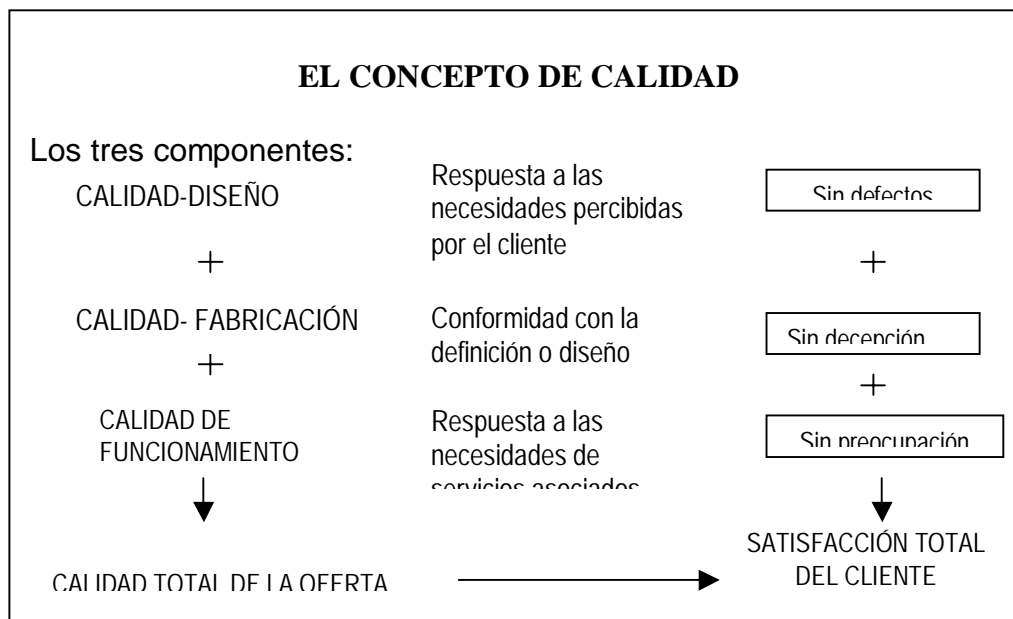 EL CONCEPTO DE CALIDAD
Los tres componentes:
CALIDAD-DISEÑO
Respuesta a las
necesidades percibidas
por el cliente
Sin defectos
+
+
CALIDAD- FABRICACIÓN
Conformidad con la
definición o diseño
Sin decepción
+
+
CALIDAD DE
FUNCIONAMIENTO
Respuesta a las
necesidades de
servicios asociados
Sin preocupación
CALIDAD TOTAL DE LA OFERTA
SATISFACCIÓN TOTAL
DEL CLIENTE